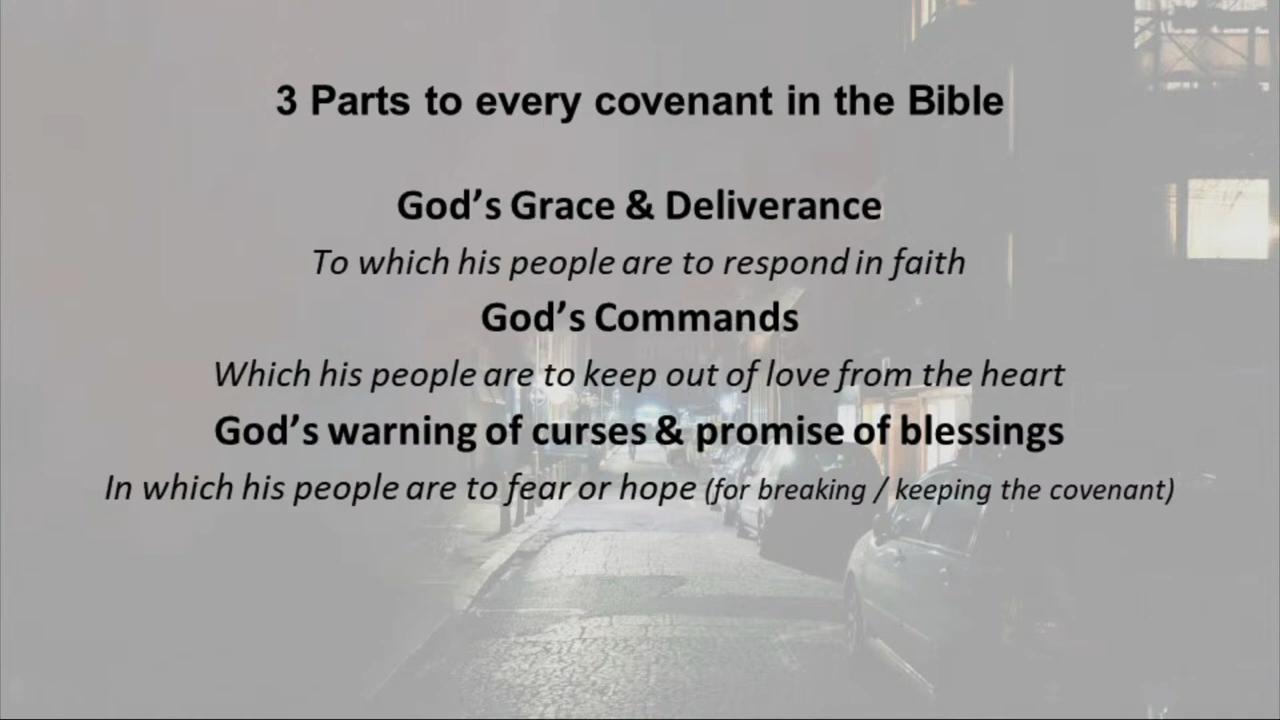 3 Parts to every covenant in the Bible
God’s Grace & Deliverance
To which his people are to respond in faith
God’s Commands
Which his people are to keep out of love from the heart
God’s warning of curses & promise of blessings
In which his people are to fear or hope (for breaking / keeping the covenant)